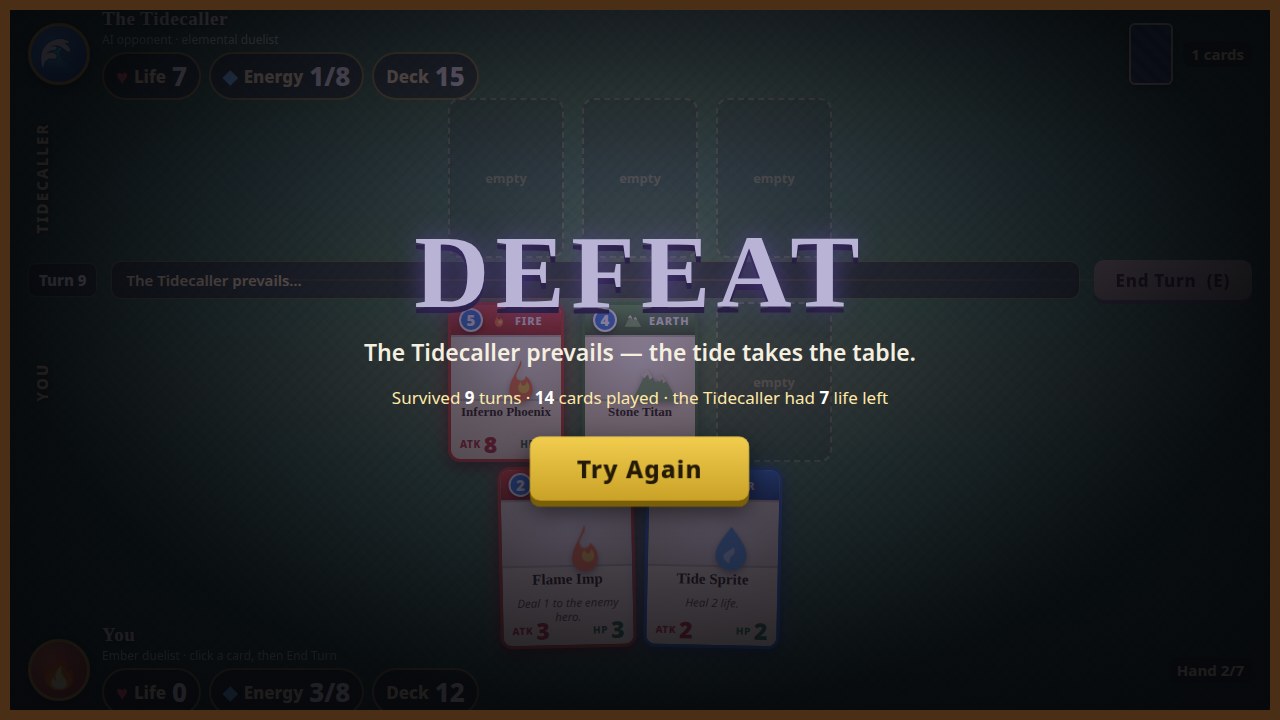 The Tidecaller
AI opponent · elemental duelist
♥ Life 7
◆ Energy 1/8
Deck 15
1 cards
TIDECALLER
empty
empty
empty
DEFEAT
Turn 9
The Tidecaller prevails...
End Turn (E)
5 FIRE
4 EARTH
The Tidecaller prevails — the tide takes the table.
YOU
empty
Survived 9 turns · 14 cards played · the Tidecaller had 7 life left
Inferno Phoenix
Stone Titan
ATK 8
Try Again
2
Flame Imp
Deal 1 to the enemy
hero.
ATK 3
HP 3
Tide Sprite
Heal 2 life.
ATK 2
HP 2
You
Ember duelist · click a card, then End Turn
♥ Life 0
◆ Energy 3/8
Deck 12
Hand 2/7